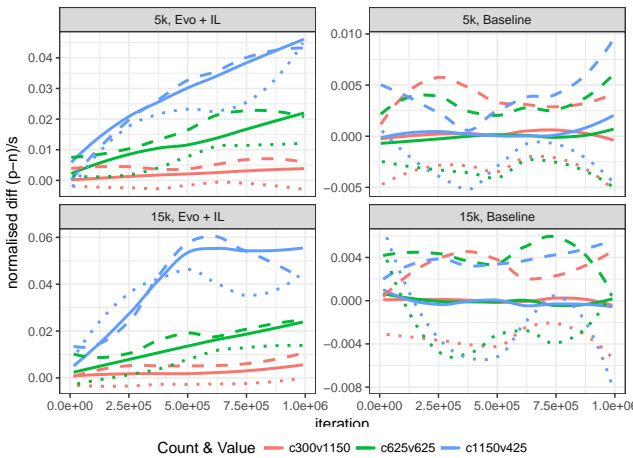 5k, Evo + IL
5k, Baseline
0.04
0.03
0.02
0.01
0.00
0.010
0.005
0.000
−0.005
normalised diff (p−n)/s
15k, Evo + IL
15k, Baseline
0.06
0.04
0.02
0.00
0.004
0.000
−0.004
−0.008
0.0e+00 2.5e+05 5.0e+05 7.5e+05 1.0e+06
0.0e+00 2.5e+05 5.0e+05 7.5e+05 1.0e+06
iteration
Count & Value c300v1150 c625v625 c1150v425